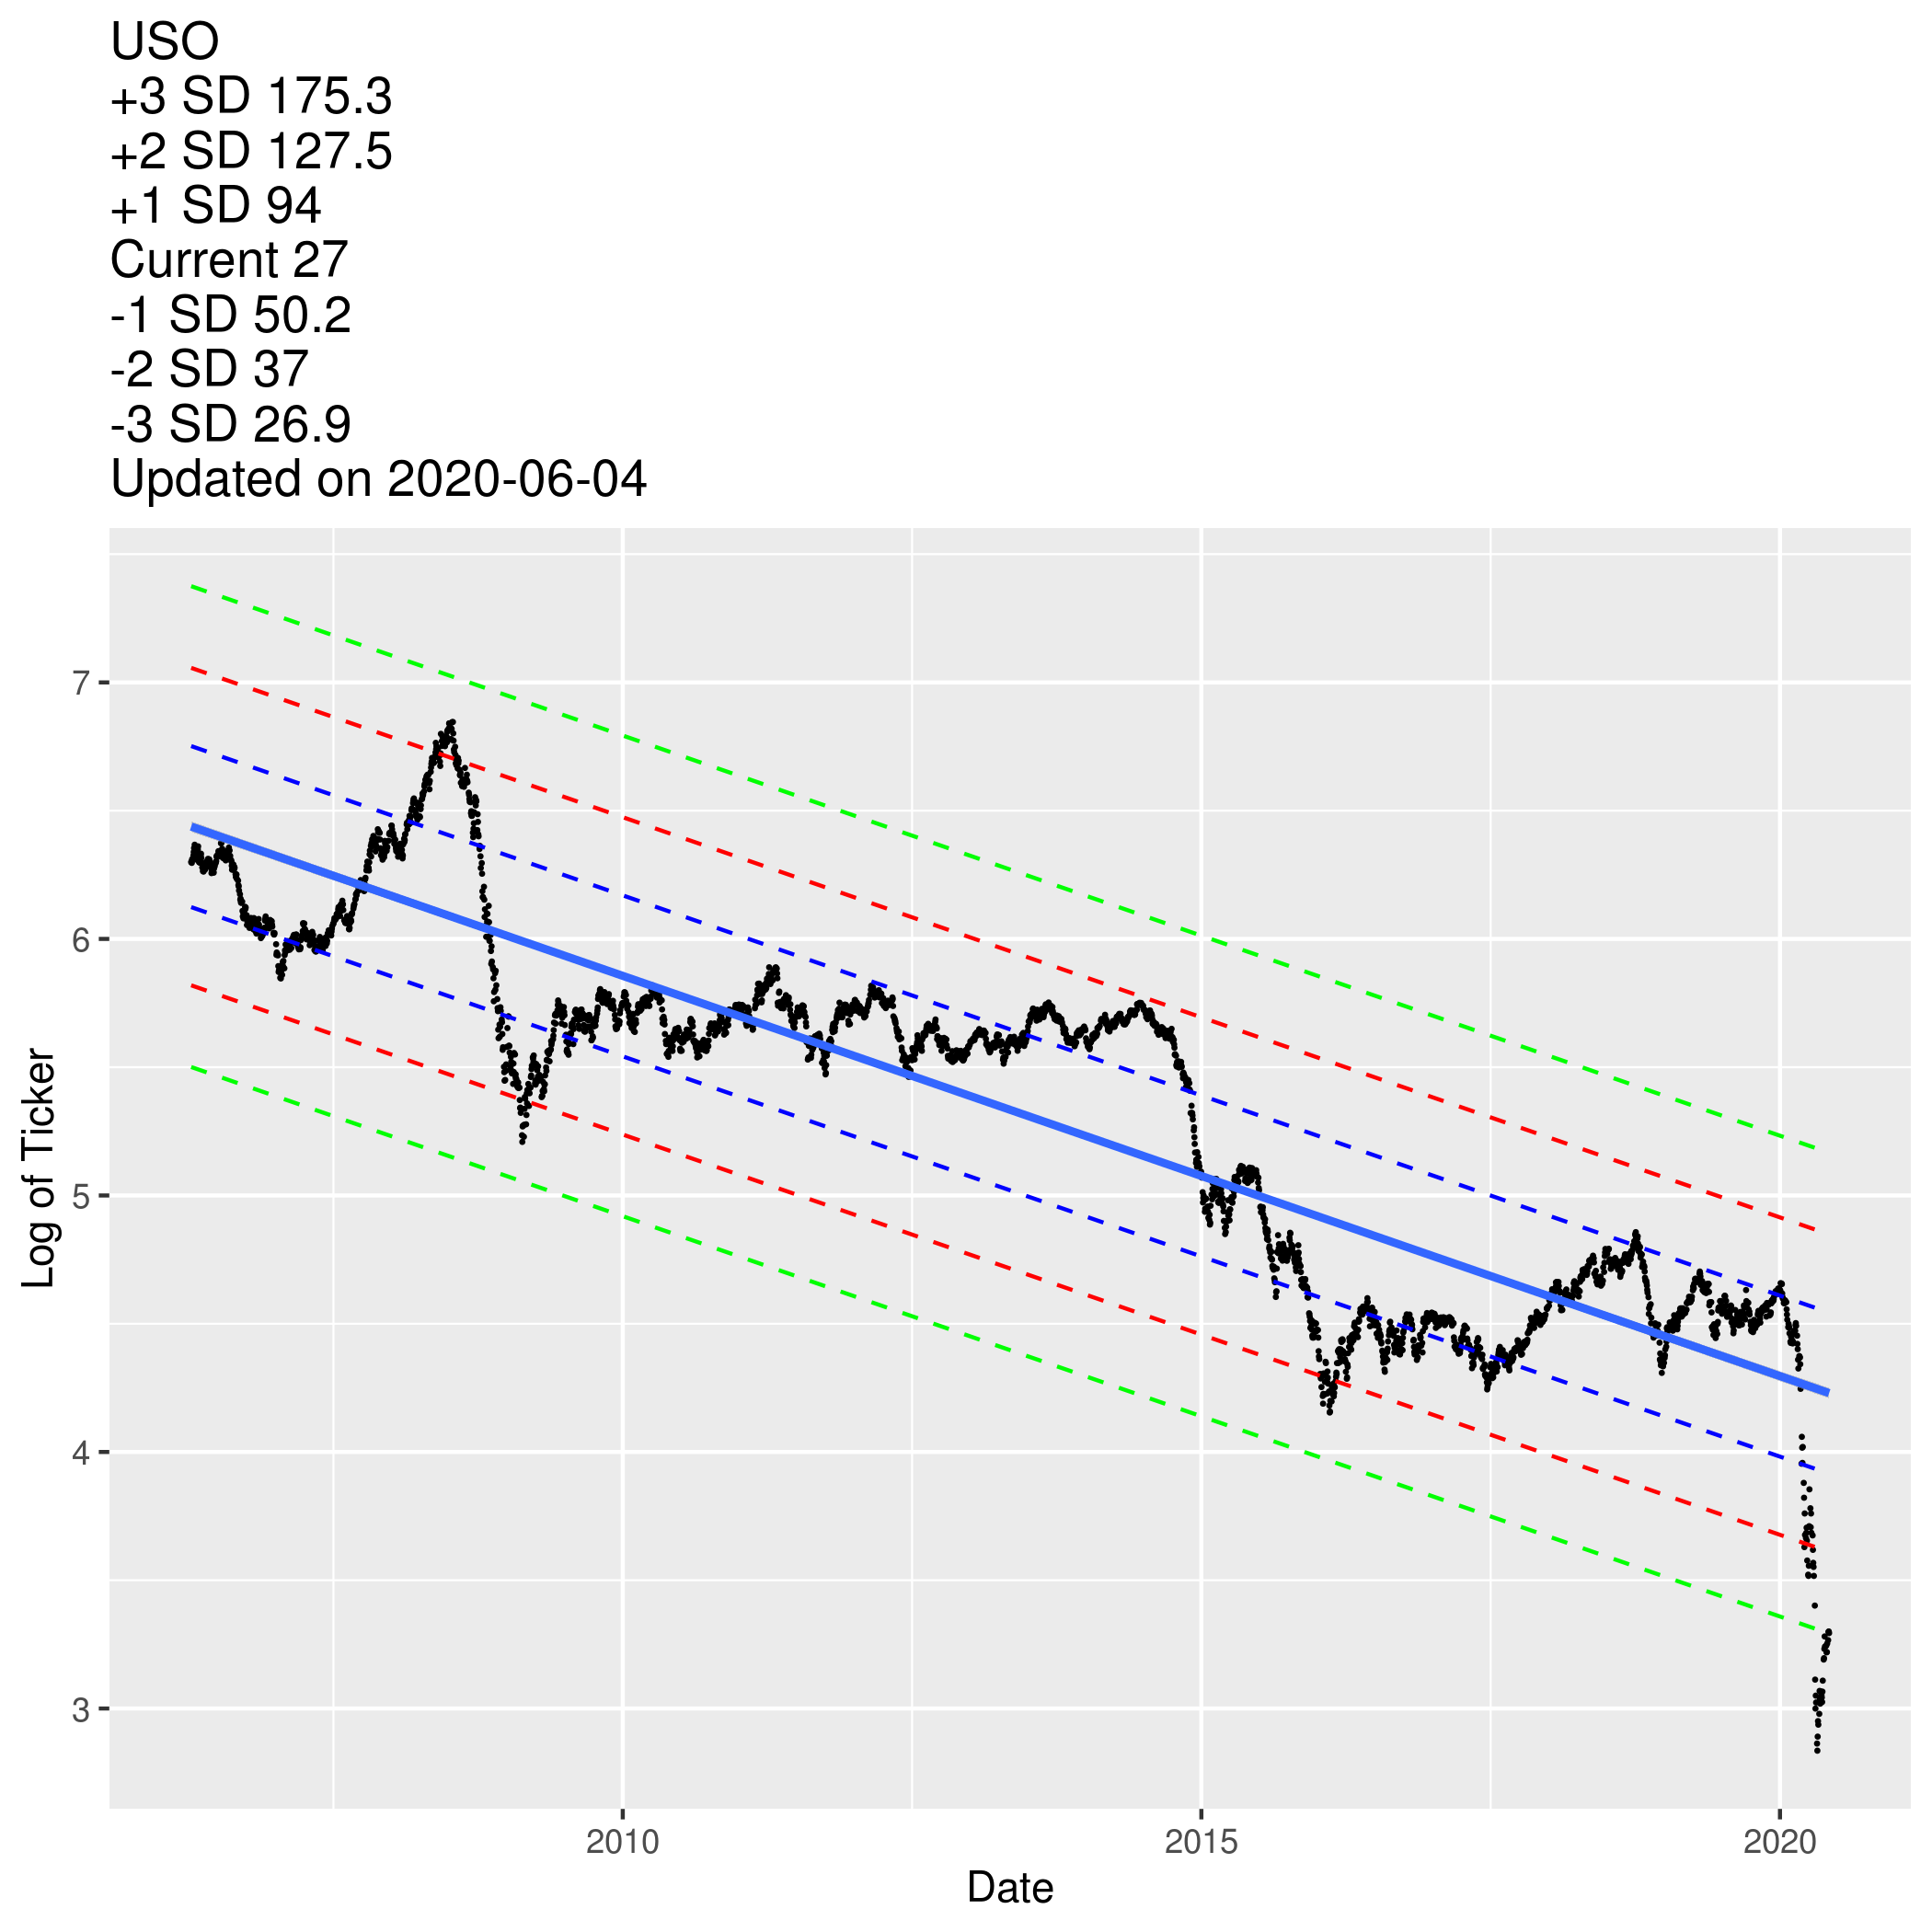 USO
+3 SD 175.3
+2 SD 127.5
+1 SD 94
Current 27
-1 SD 50.2
-2 SD 37
-3 SD 26.9
Updated on 2020-06-04
7
6
5
4
3
Log of Ticker
2010 2015 2020
Date